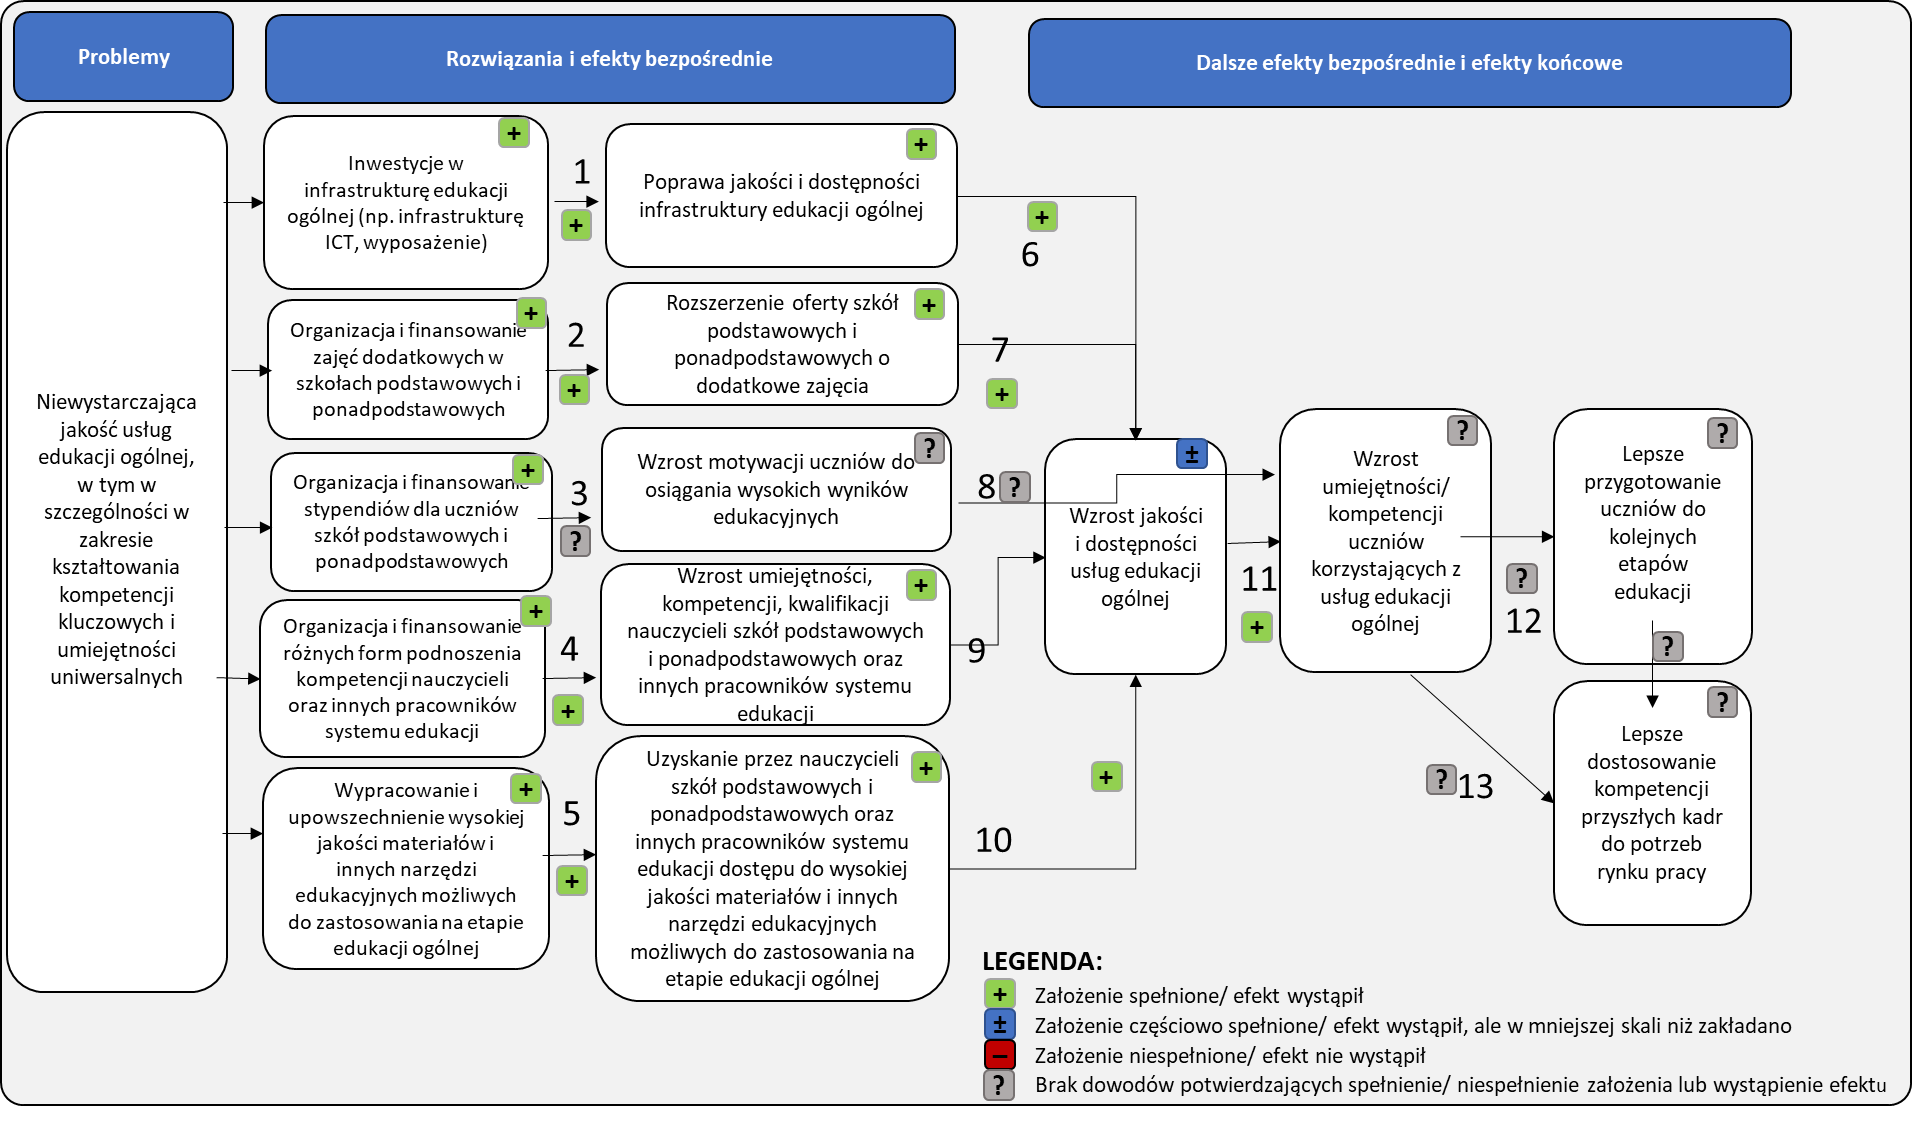 Problemy
Rozwiązania i efekty bezpośrednie
Dalsze efekty bezpośrednie i efekty końcowe
Niewystarczająca
jakość usług
edukacji ogólnej,
w tym w
szczególności w
zakresie
kształtowania
kompetencji
kluczowych i
umiejętności
uniwersalnych
+
Inwestycje w
infrastrukturę edukacji
ogólnej (np. infrastrukturę
ICT, wyposażenie)
1
+
+
Poprawa jakości i dostępności
infrastruktury edukacji ogólnej
+
6
+
Organizacja i finansowanie
zajęć dodatkowych w
szkołach podstawowych i
ponadpodstawowych
2
+
+
Rozszerzenie oferty szkół
podstawowych i
ponadpodstawowych o
dodatkowe zajęcia
7
+
+
Organizacja i finansowanie
stypendiów dla uczniów
szkół podstawowych i
ponadpodstawowych
3
?
?
Wzrost motywacji uczniów do
osiągania wysokich wyników
edukacyjnych
8 ?
+
Organizacja i finansowanie
różnych form podnoszenia
kompetencji nauczycieli
oraz innych pracowników
systemu edukacji
4
+
+
Wzrost umiejętności,
kompetencji, kwalifikacji
nauczycieli szkół podstawowych
i ponadpodstawowych oraz
innych pracowników systemu
edukacji
9
+
Wypracowanie i
upowszechnienie wysokiej
jakości materiałów i
innych narzędzi
edukacyjnych możliwych
do zastosowania na etapie
edukacji ogólnej
5
+
+
Uzyskanie przez nauczycieli
szkół podstawowych i
ponadpodstawowych oraz
innych pracowników systemu
edukacji dostępu do wysokiej
jakości materiałów i innych
narzędzi edukacyjnych
możliwych do zastosowania na
etapie edukacji ogólnej
10
+
±
Wzrost jakości
i dostępności
usług edukacji
ogólnej
11
+
?
Wzrost
umiejętności/
kompetencji
uczniów
korzystających z
usług edukacji
ogólnej
?
12
?
Lepsze
przygotowanie
uczniów do
kolejnych
etapów
edukacji
?
? 13
?
Lepsze
dostosowanie
kompetencji
przyszłych kadr
do potrzeb
rynku pracy
LEGENDA:
+ Założenie spełnione/ efekt wystąpił
± Założenie częściowo spełnione/ efekt wystąpił, ale w mniejszej skali niż zakładano
– Założenie niespełnione/ efekt nie wystąpił
? Brak dowodów potwierdzających spełnienie/ niespełnienie założenia lub wystąpienie efektu